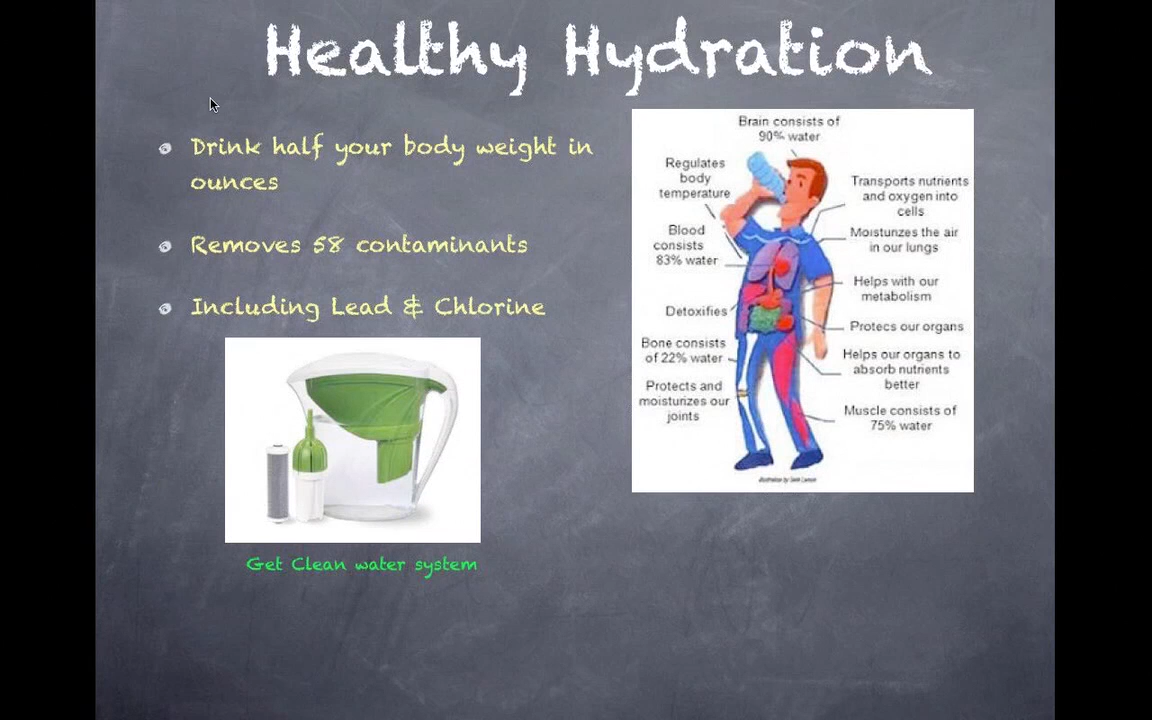 Healthy Hydration
Drink half your body weight in
ounces
Removes 58 contaminants
Including Lead & Chlorine
Get Clean water system
Brain consists of
90% water
Regulates
body
temperature
Transports nutrients
and oxygen into
cells
Blood
consists
83% water
Moisturizes the air
in our lungs
Helps with our
metabolism
Detoxifies
Protecs our organs
Bone consists
of 22% water
Helps our organs to
absorb nutrients
better
Protects and
moisturizes our
joints
Muscle consists of
75% water